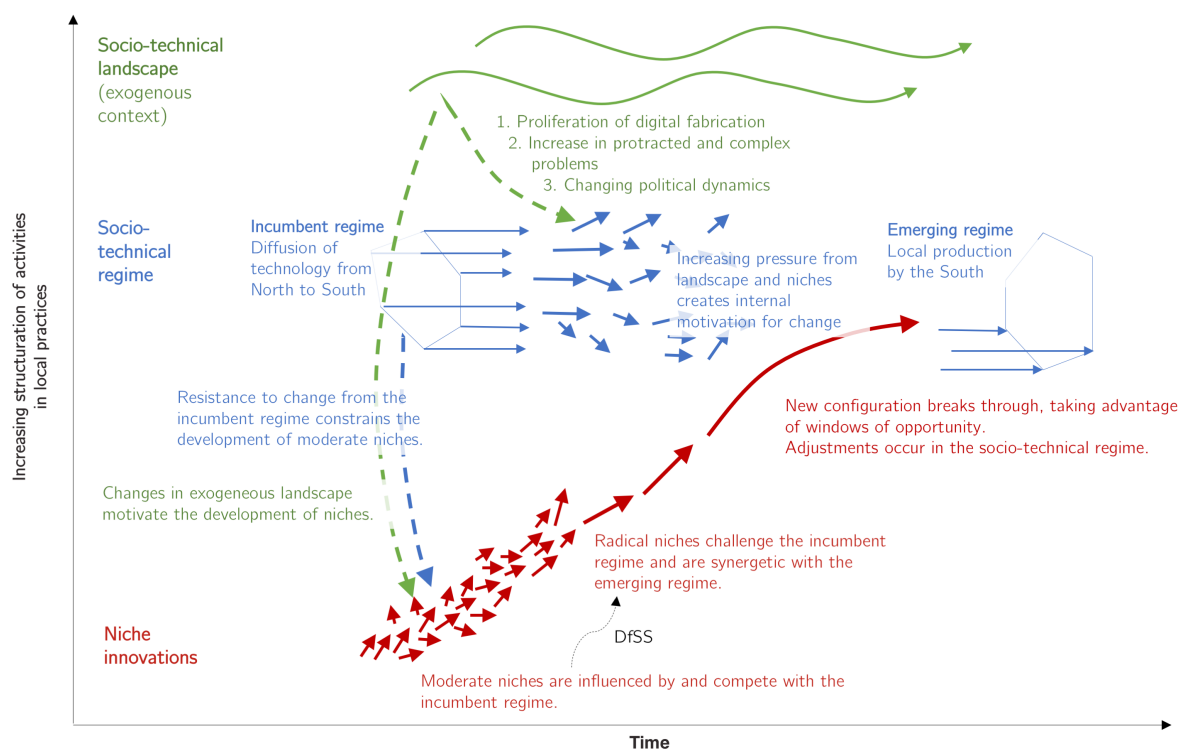 Socio-technical
landscape
(exogenous
context)
1. Proliferation of digital fabrication
2. Increase in protracted and complex
problems
3. Changing political dynamics
Increasing structuration of activities
in local practices
Socio-
technical
regime
Incumbent regime
Diffusion of
technology from
North to South
Increasing pressure from
landscape and niches
creates internal
motivation for change
Emerging regime
Local production
by the South
Resistance to change from the
incumbent regime constrains the
development of moderate niches.
New configuration breaks through, taking advantage
of windows of opportunity.
Adjustments occur in the socio-technical regime.
Changes in exogeneous landscape
motivate the development of niches.
Radical niches challenge the incumbent
regime and are synergetic with the
emerging regime.
DfSS
Niche
innovations
Moderate niches are influenced by and compete with the
incumbent regime.
Time